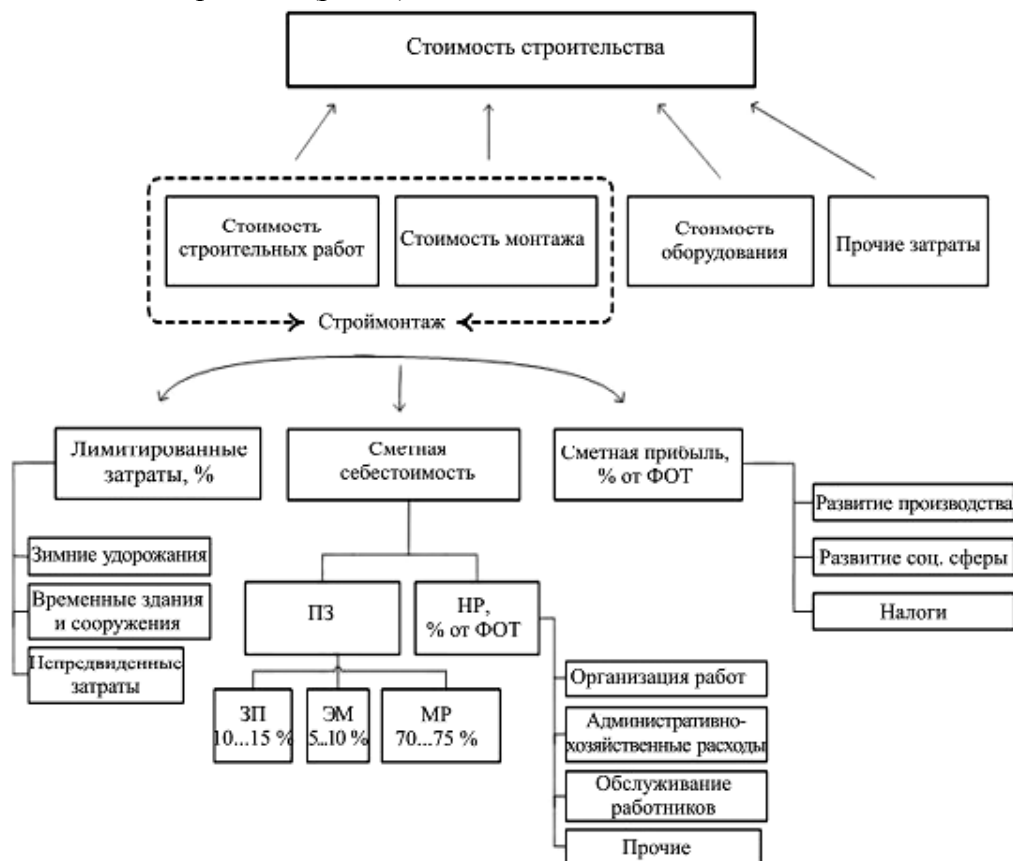 Стоимость строительства
Стоимость
строительных работ
Стоимость монтажа
Стоимость
оборудования
Прочие затраты
Строймонтаж
Лимитированные
затраты, %
Сметная
себестоимость
Сметная прибыль,
% от ФОТ
Зимние удорожания
Временные здания
и сооружения
Непредвиденные
затраты
ПЗ
НР,
% от ФОТ
Развитие производства
Развитие соц. сферы
Налоги
ЗП
10...15 %
ЭМ
5...10 %
МР
70...75 %
Организация работ
Административно-
хозяйственные расходы
Обслуживание
работников
Прочие